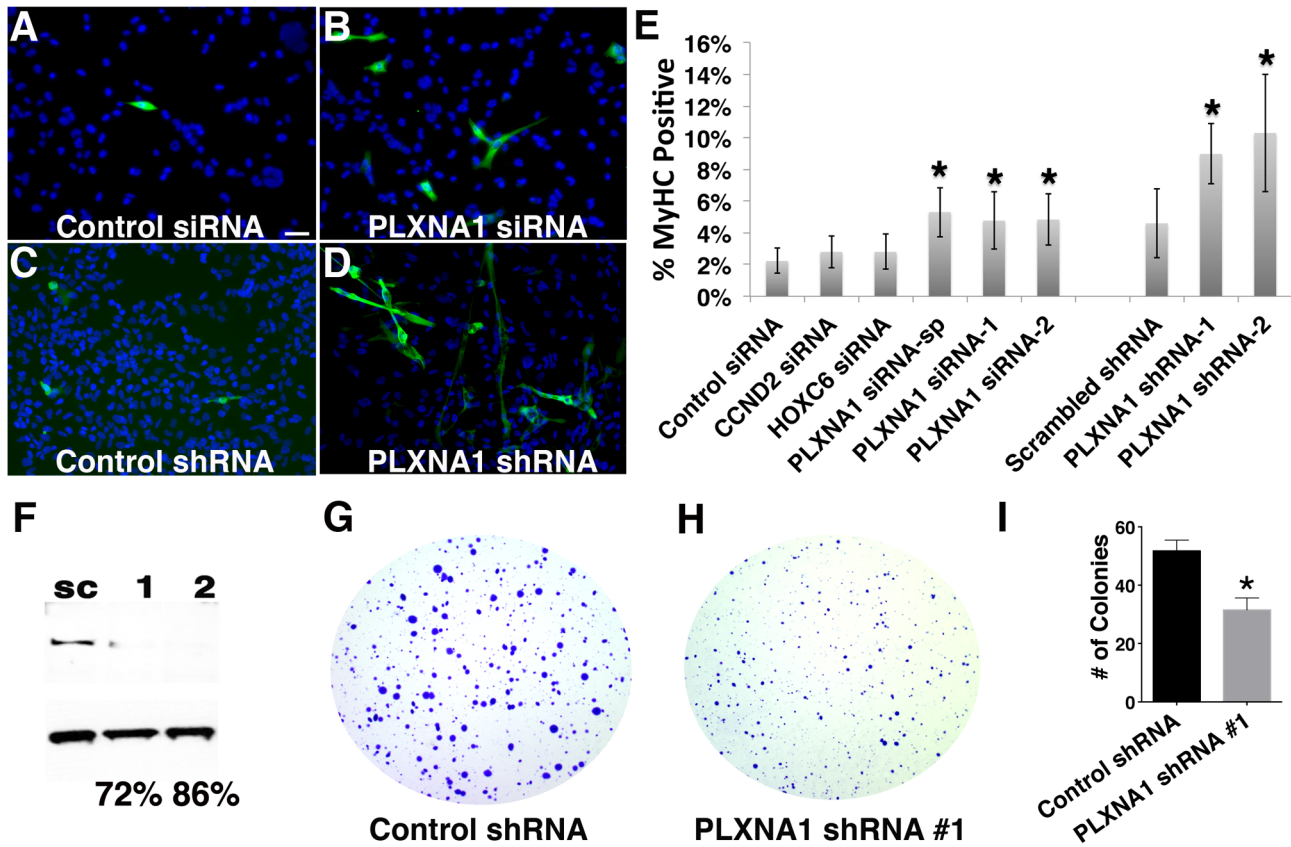 A
Control siRNA
B
PLXNA1 siRNA
C
Control shRNA
D
PLXNA1 shRNA
E
% MyHC Positive
16%
14%
12%
10%
8%
6%
4%
2%
0%
*
*
*
*
*
Control siRNA
CCND2 siRNA
HOXC6 siRNA
PLXNA1 siRNA-sp
PLXNA1 siRNA-1
PLXNA1 siRNA-2
Scrambled shRNA
PLXNA1 shRNA-1
PLXNA1 shRNA-2
F
sc 1 2
72% 86%
G
Control shRNA
H
PLXNA1 shRNA #1
I
# of Colonies
60
40
20
0
*
Control shRNA
PLXNA1 shRNA #1